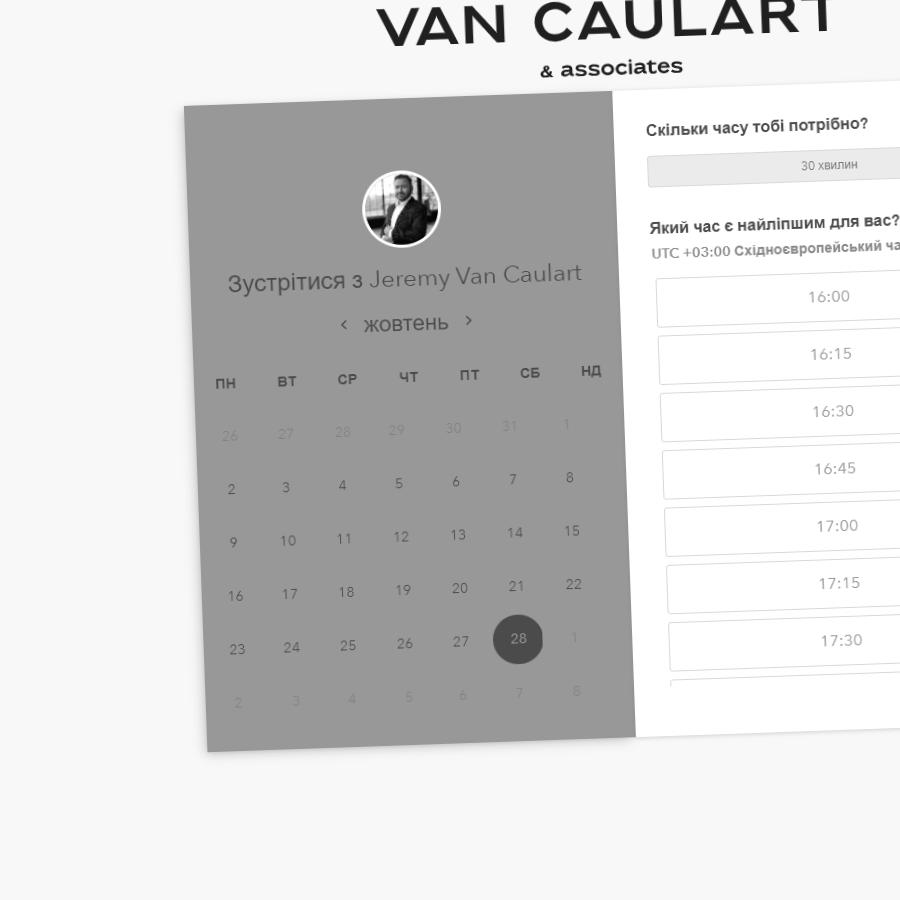 VAN CAULART
& associates
Зустрітися з Jeremy Van Caulart
жовтень
ПН ВТ СР ЧТ ПТ СБ НД
26 27 28 29 30 31 1
2 3 4 5 6 7 8
9 10 11 12 13 14 15
16 17 18 19 20 21 22
23 24 25 26 27 28 1
2 3 4 5 6 7 8
Скільки часу тобі потрібно?
30 хвилин
Який час є найліпшим для вас?
UTC +03:00 Східноєвропейський
16:00
16:15
16:30
16:45
17:00
17:15
17:30